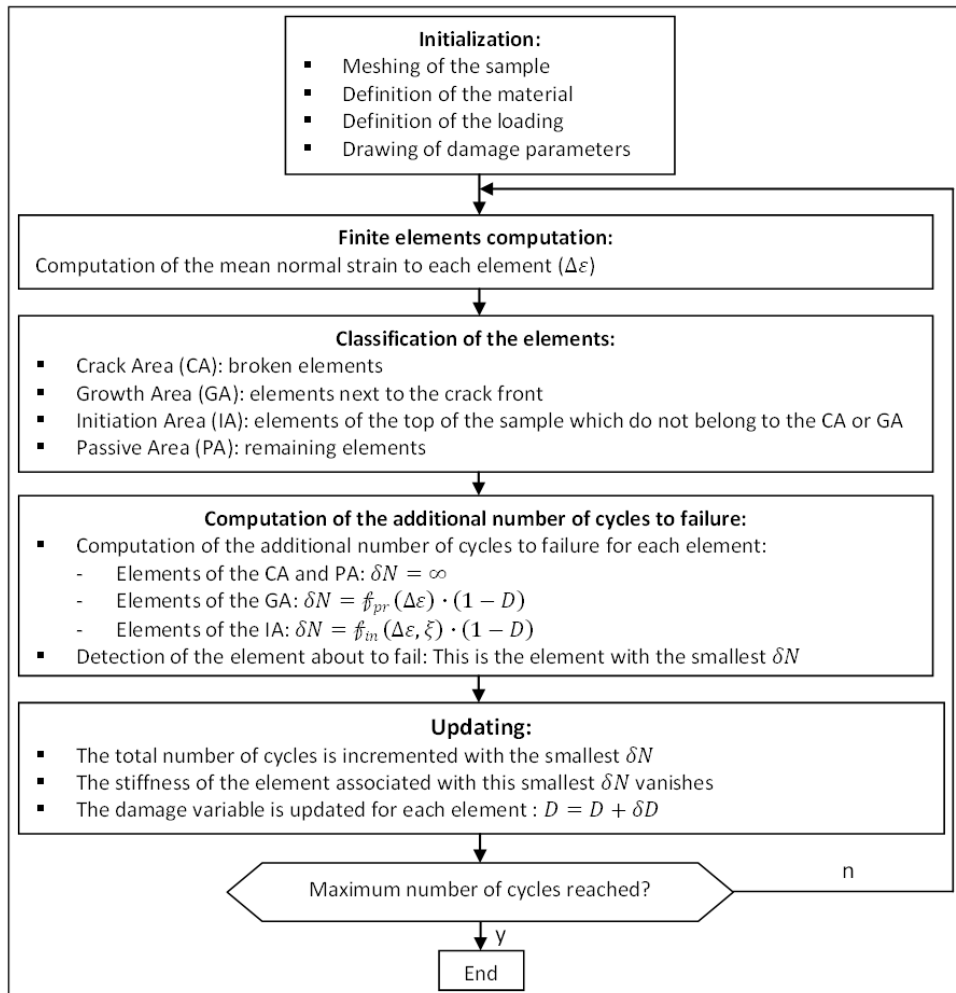 Initialization:
▪ Meshing of the sample
▪ Definition of the material
▪ Definition of the loading
▪ Drawing of damage parameters
Finite elements computation:
Computation of the mean normal strain to each element (Δε)
Classification of the elements:
▪ Crack Area (CA): broken elements
▪ Growth Area (GA): elements next to the crack front
▪ Initiation Area (IA): elements of the top of the sample which do not belong to the CA or GA
▪ Passive Area (PA): remaining elements
Computation of the additional number of cycles to failure:
▪ Computation of the additional number of cycles to failure for each element:
- Elements of the CA and PA: δN = ∞
- Elements of the GA: δN = f_pr(Δε) · (1 − D)
- Elements of the IA: δN = f_in(Δε, ξ) · (1 − D)
▪ Detection of the element about to fail: This is the element with the smallest δN
Updating:
▪ The total number of cycles is incremented with the smallest δN
▪ The stiffness of the element associated with this smallest δN vanishes
▪ The damage variable is updated for each element : D = D + δD
Maximum number of cycles reached?
n
y
End